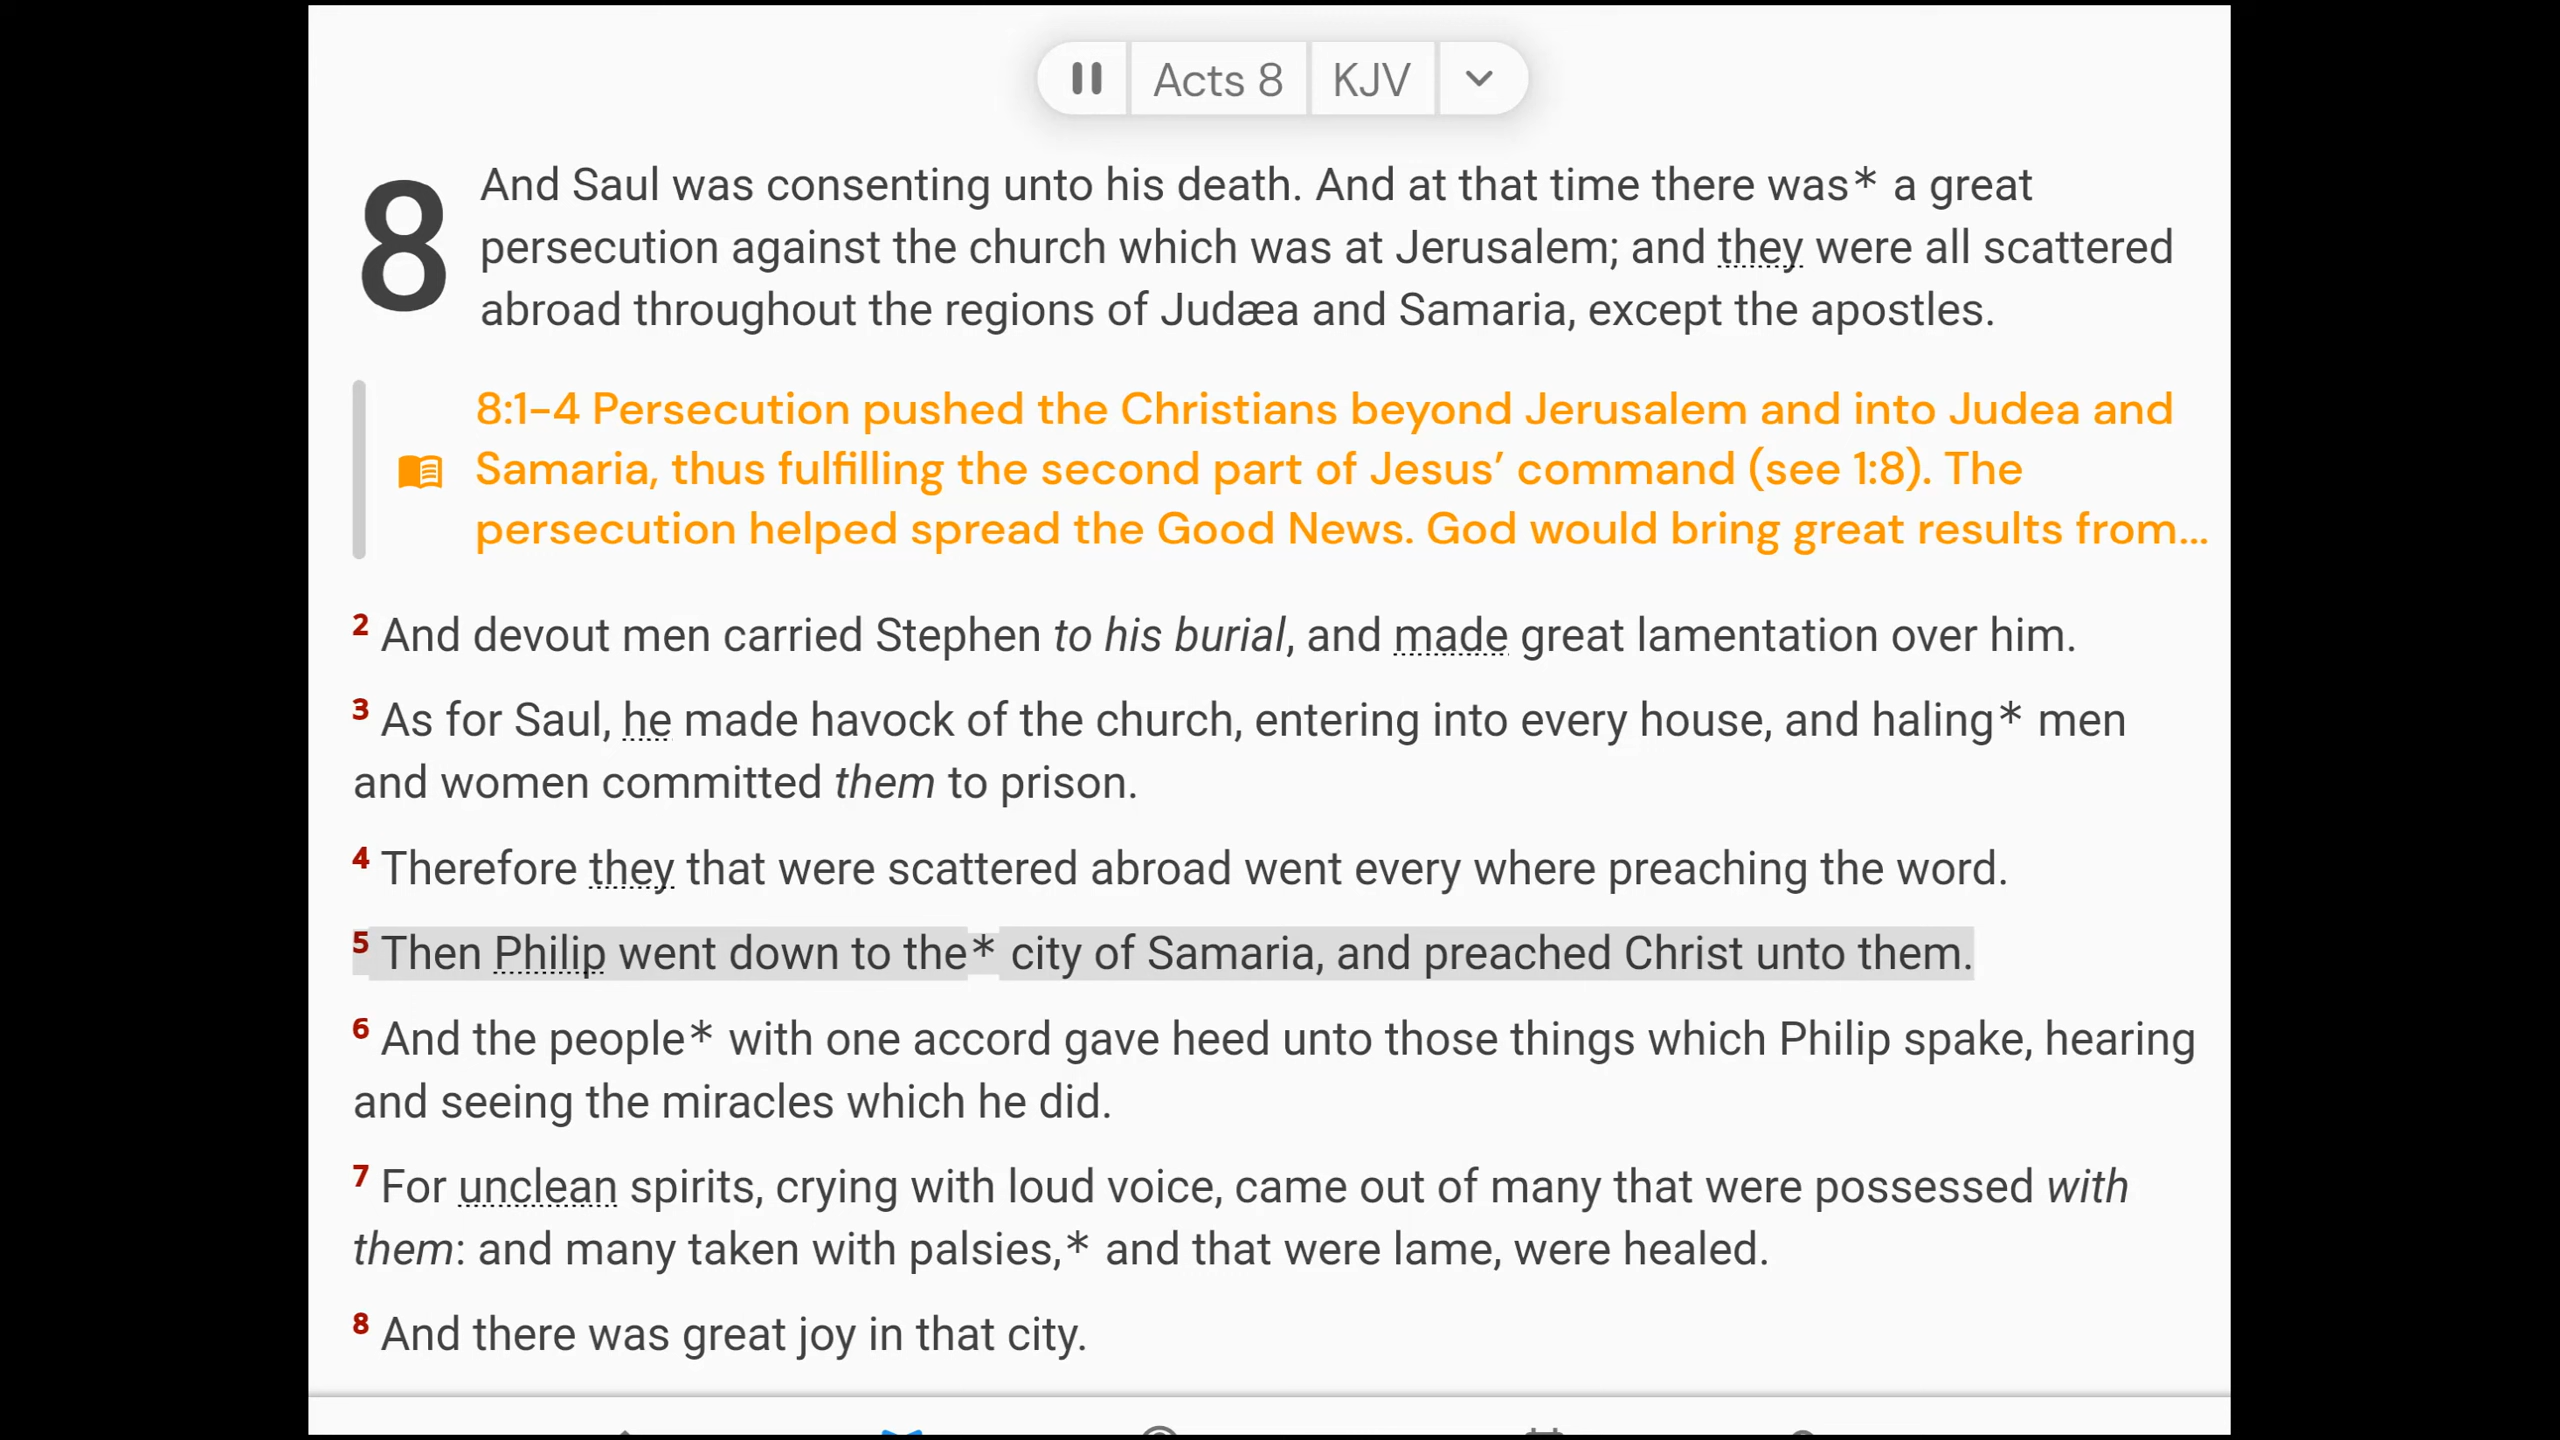 Acts 8 KJV
8 And Saul was consenting unto his death. And at that time there was* a great
persecution against the church which was at Jerusalem; and they were all scattered
abroad throughout the regions of Judæa and Samaria, except the apostles.
8:1–4 Persecution pushed the Christians beyond Jerusalem and into Judea and
Samaria, thus fulfilling the second part of Jesus’ command (see 1:8). The
persecution helped spread the Good News. God would bring great results from...
2 And devout men carried Stephen to his burial, and made great lamentation over him.
3 As for Saul, he made havock of the church, entering into every house, and haling* men
and women committed them to prison.
4 Therefore they that were scattered abroad went every where preaching the word.
5 Then Philip went down to the* city of Samaria, and preached Christ unto them.
6 And the people* with one accord gave heed unto those things which Philip spake, hearing
and seeing the miracles which he did.
7 For unclean spirits, crying with loud voice, came out of many that were possessed with
them: and many taken with palsies,* and that were lame, were healed.
8 And there was great joy in that city.